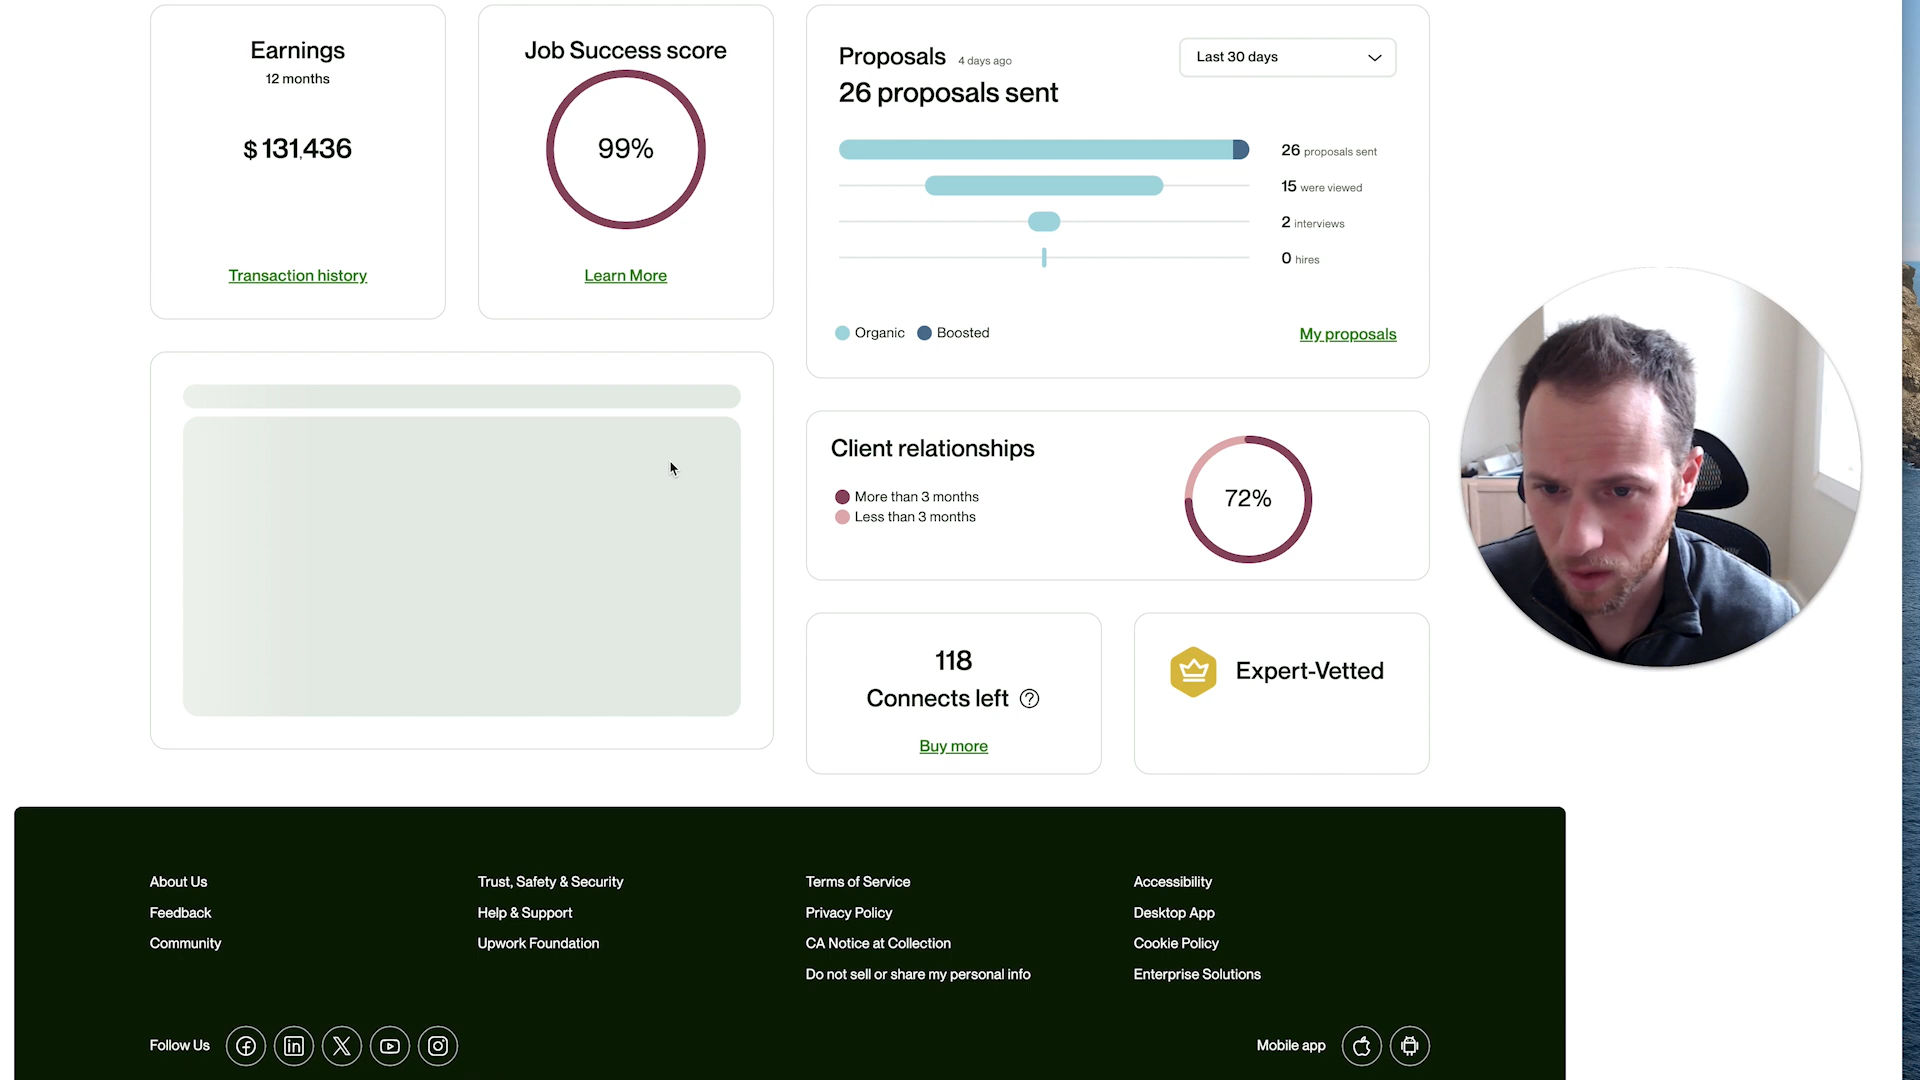 Earnings
12 months
$ 131,436
Transaction history
Job Success score
99%
Learn More
Proposals 4 days ago
Last 30 days
26 proposals sent
26 proposals sent
15 were viewed
2 interviews
0 hires
Organic Boosted
My proposals
Client relationships
More than 3 months
Less than 3 months
72%
118
Connects left
Buy more
Expert-Vetted
About Us
Feedback
Community
Trust, Safety & Security
Help & Support
Upwork Foundation
Terms of Service
Privacy Policy
CA Notice at Collection
Do not sell or share my personal info
Accessibility
Desktop App
Cookie Policy
Enterprise Solutions
Follow Us
Mobile app